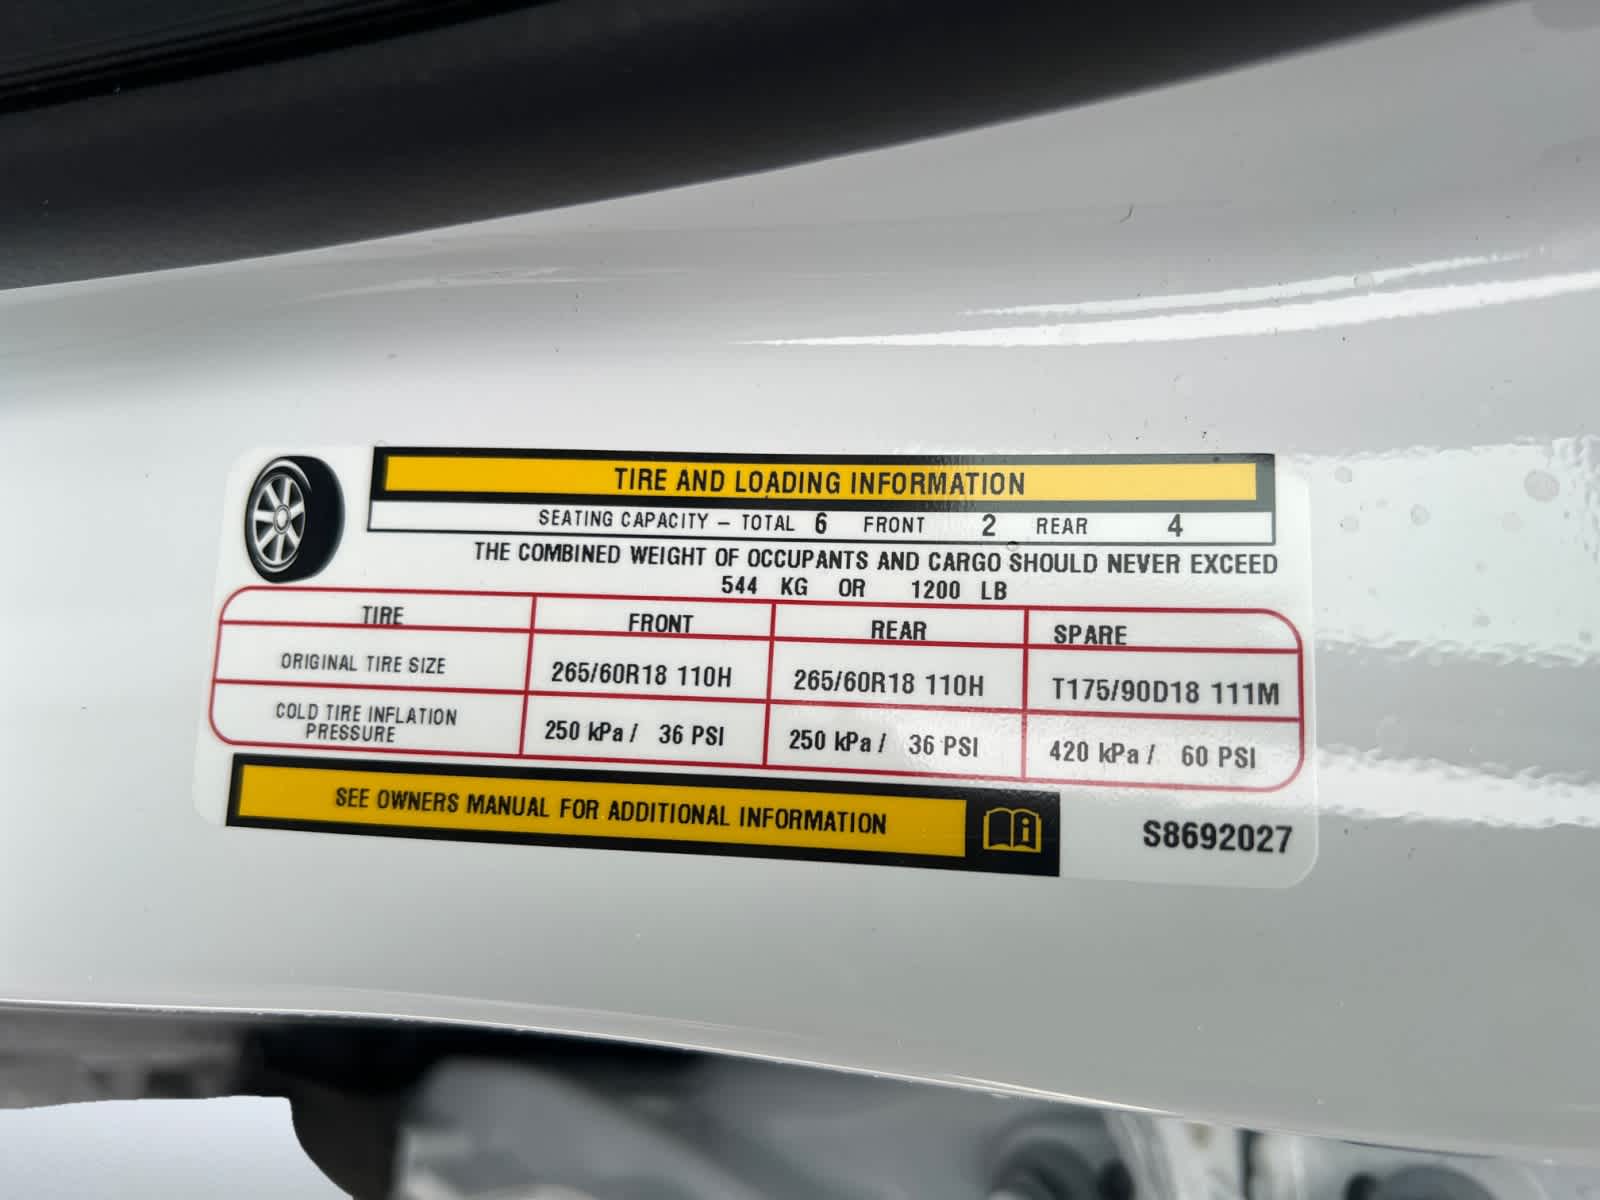 TIRE AND LOADING INFORMATION
SEATING CAPACITY – TOTAL 6 FRONT 2 REAR 4
THE COMBINED WEIGHT OF OCCUPANTS AND CARGO SHOULD NEVER EXCEED
544 KG OR 1200 LB
TIRE FRONT REAR SPARE
ORIGINAL TIRE SIZE 265/60R18 110H 265/60R18 110H T175/90D18 111M
COLD TIRE INFLATION
PRESSURE 250 kPa / 36 PSI 250 kPa / 36 PSI 420 kPa / 60 PSI
SEE OWNERS MANUAL FOR ADDITIONAL INFORMATION
S8692027